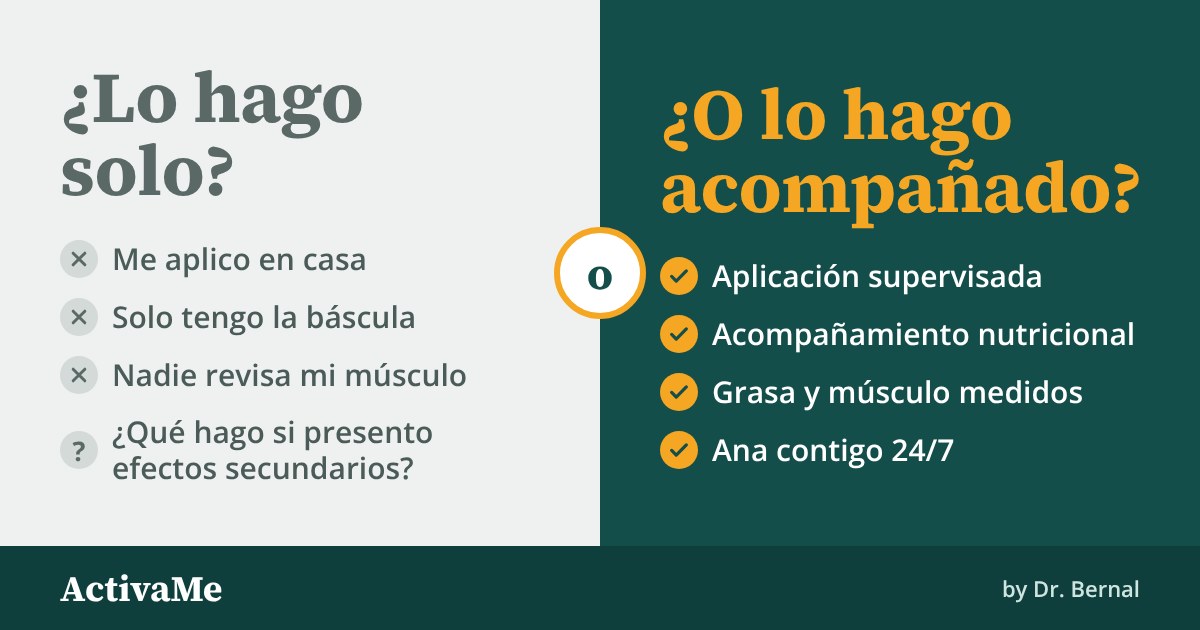 ¿Lo hago
solo?
Me aplico en casa
Solo tengo la báscula
Nadie revisa mi músculo
?
¿Qué hago si presento
efectos secundarios?
o
¿O lo hago
acompañado?
Aplicación supervisada
Acompañamiento nutricional
Grasa y músculo medidos
Ana contigo 24/7
ActivaMe
by Dr. Bernal